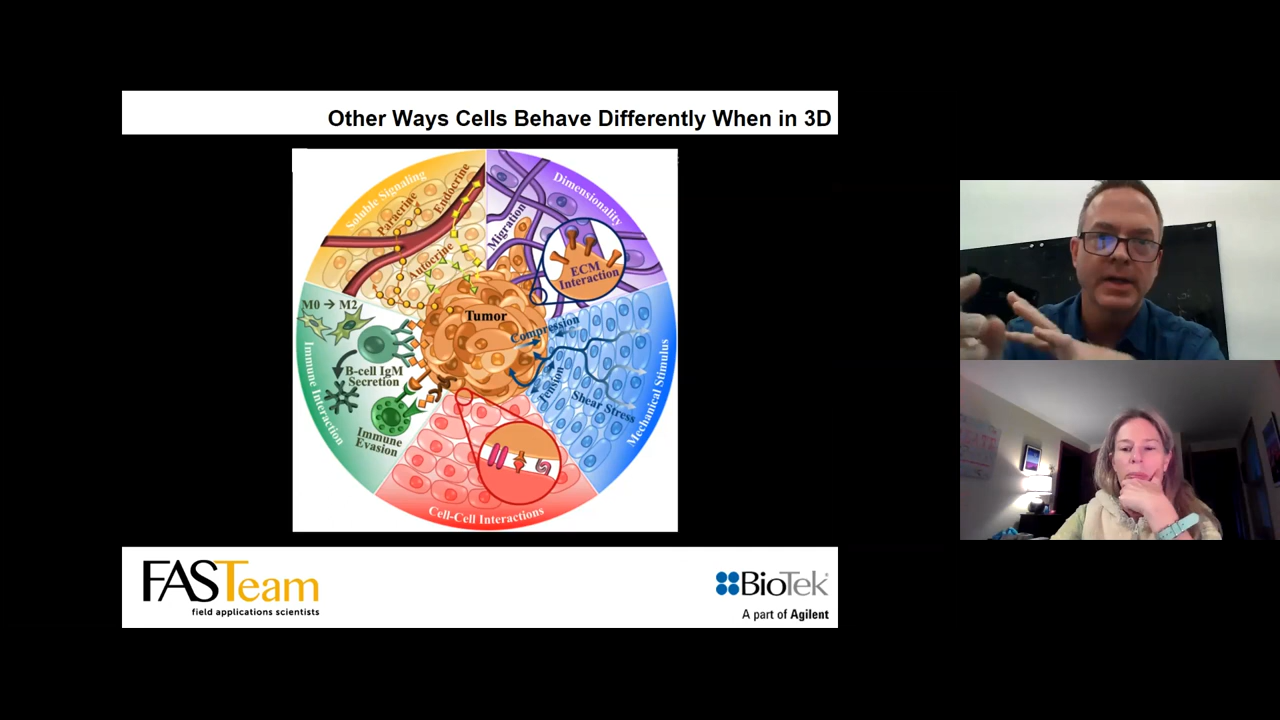 Other Ways Cells Behave Differently When in 3D
Soluble Signaling
Paracrine
Endocrine
Autocrine
Dimensionality
Migration
ECM
Interaction
Tumor
M0 → M2
B-cell IgM
Secretion
Immune
Evasion
Immune Interaction
Compression
Tension
Shear Stress
Mechanical Stimulus
Cell-Cell Interactions
FASTeam
field applications scientists
BioTek
A part of Agilent